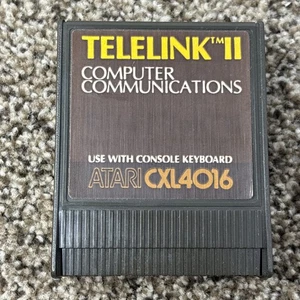 TELELINK™II
COMPUTER
COMMUNICATIONS
USE WITH CONSOLE KEYBOARD
ATARI CXL4016